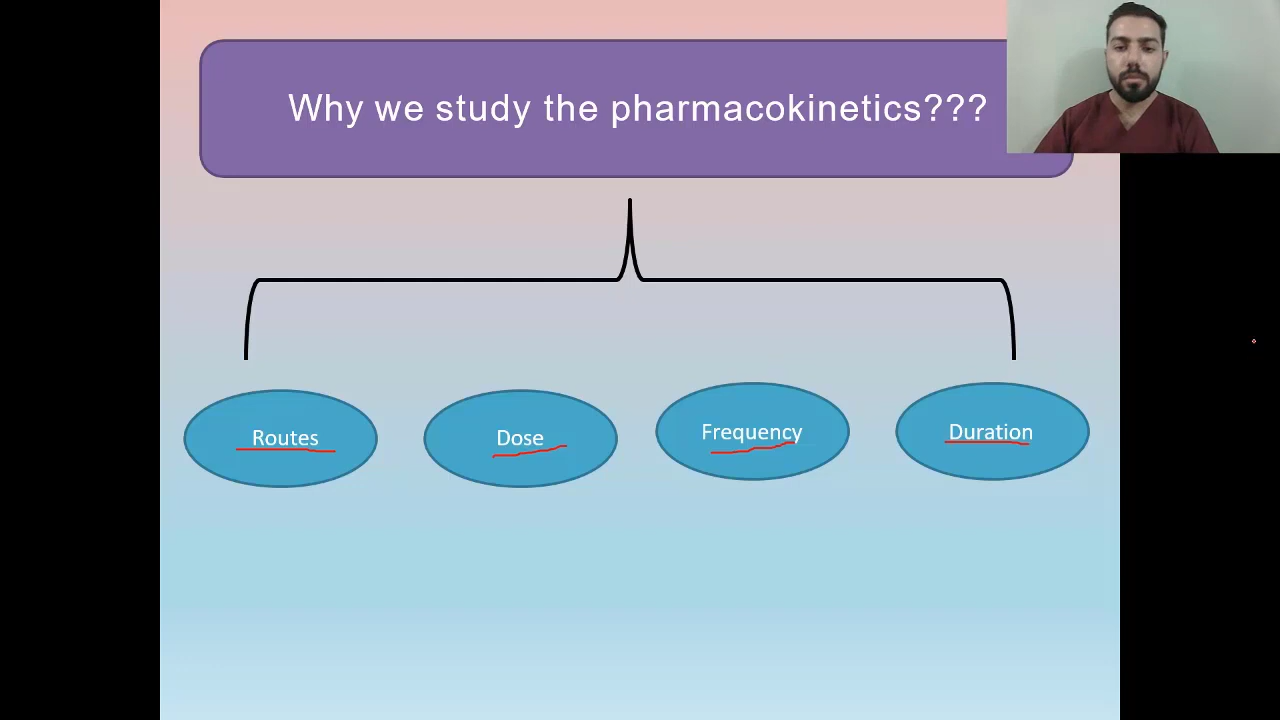 Why we study the pharmacokinetics???
Routes
Dose
Frequency
Duration